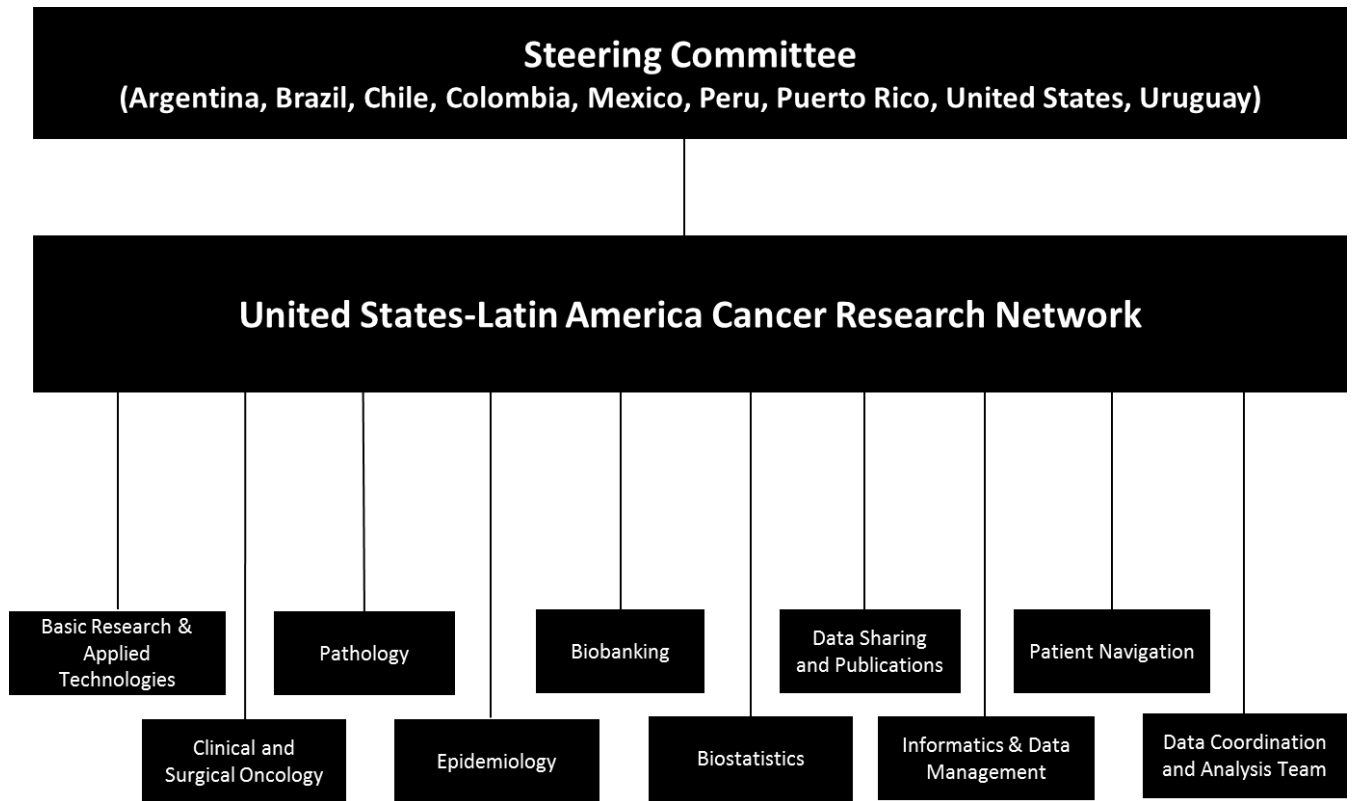 Steering Committee
(Argentina, Brazil, Chile, Colombia, Mexico, Peru, Puerto Rico, United States, Uruguay)
United States-Latin America Cancer Research Network
Basic Research &
Applied
Technologies
Pathology
Biobanking
Data Sharing
and Publications
Patient Navigation
Clinical and
Surgical Oncology
Epidemiology
Biostatistics
Informatics & Data
Management
Data Coordination
and Analysis Team